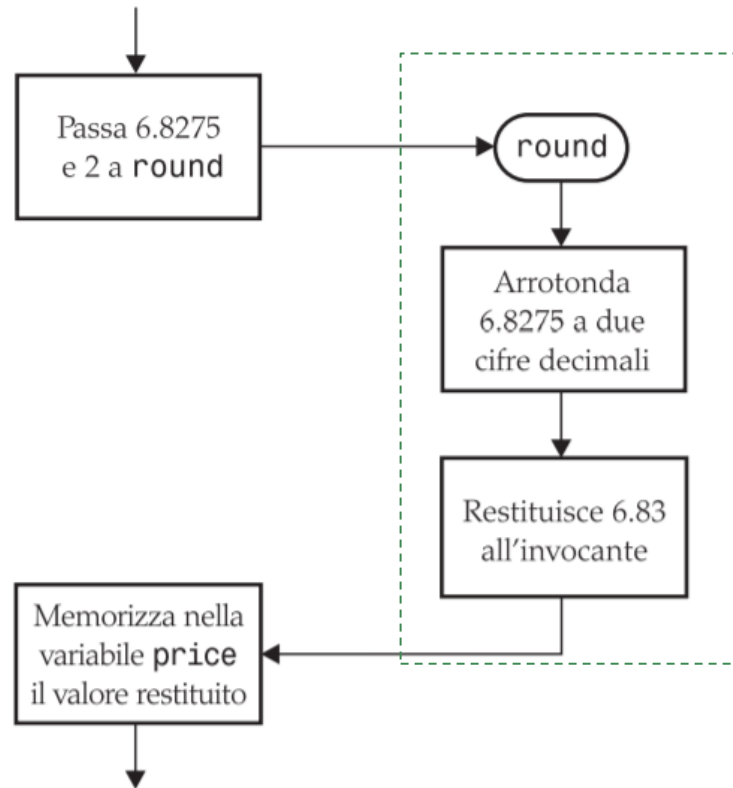 Passa 6.8275
e 2 a round
round
Arrotonda
6.8275 a due
cifre decimali
Restituisce 6.83
all'invocante
Memorizza nella
variabile price
il valore restituito